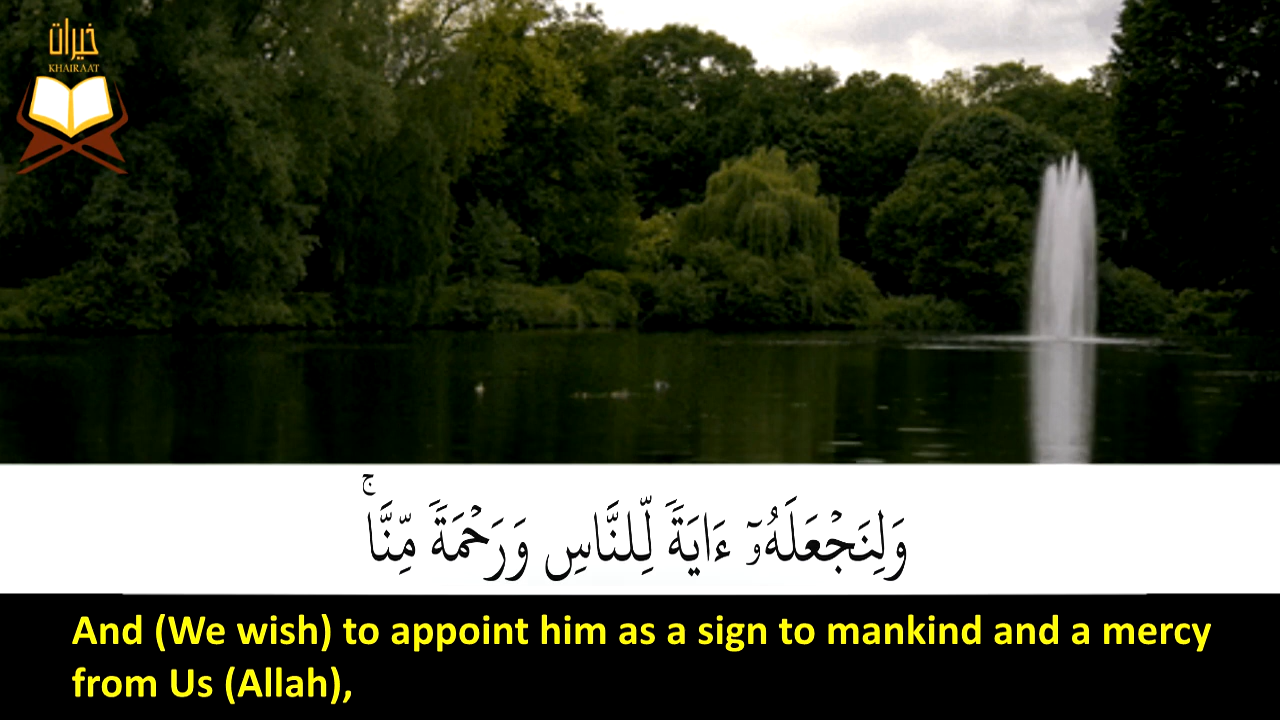 خيرات
KHAIRAAT
وَلِنَجْعَلَهُۥٓ ءَايَةً لِّلنَّاسِ وَرَحْمَةً مِّنَّاۚ
And (We wish) to appoint him as a sign to mankind and a mercy
from Us (Allah),